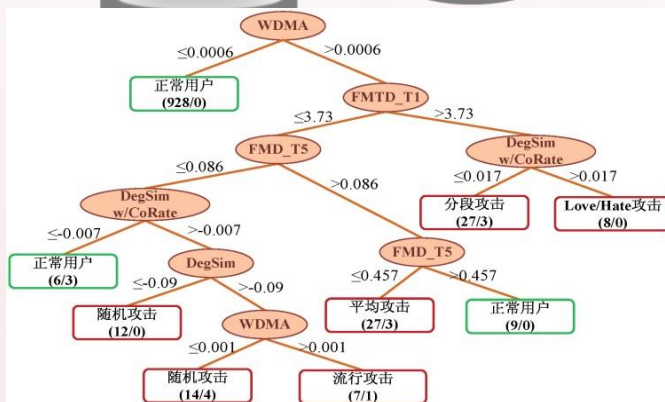 WDMA
≤0.0006
>0.0006
正常用户
(928/0)
FMTD_T1
≤3.73
>3.73
FMD_T5
DegSim
w/CoRate
≤0.086
>0.086
≤0.017
>0.017
DegSim
w/CoRate
分段攻击
(27/3)
Love/Hate攻击
(8/0)
≤-0.007
>-0.007
FMD_T5
正常用户
(6/3)
DegSim
≤0.457
>0.457
≤-0.09
>-0.09
随机攻击
(12/0)
平均攻击
(27/3)
正常用户
(9/0)
WDMA
≤0.001
>0.001
随机攻击
(14/4)
流行攻击
(7/1)